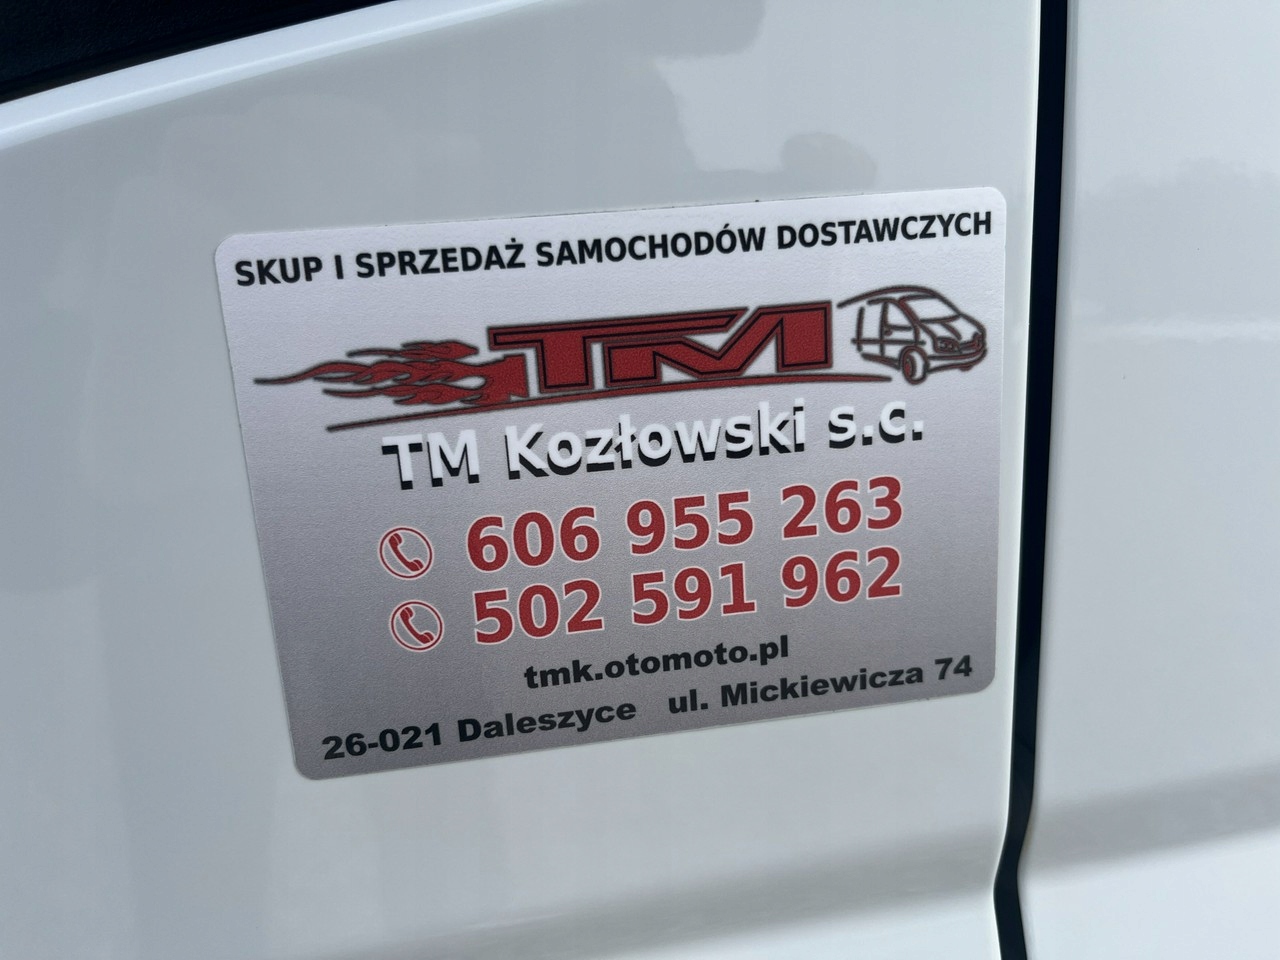 SKUP I SPRZEDAŻ SAMOCHODÓW DOSTAWCZYCH
TM
TM Kozłowski s.c.
606 955 263
502 591 962
tmk.otomoto.pl
26-021 Daleszyce ul. Mickiewicza 74